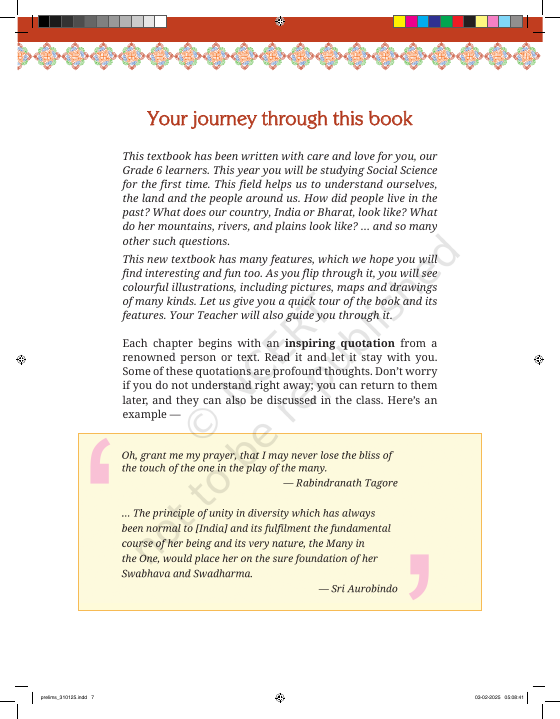 Your journey through this book
This textbook has been written with care and love for you, our
Grade 6 learners. This year you will be studying Social Science
for the first time. This field helps us to understand ourselves,
the land and the people around us. How did people live in the
past? What does our country, India or Bharat, look like? What
do her mountains, rivers, and plains look like? … and so many
other such questions.
This new textbook has many features, which we hope you will
find interesting and fun too. As you flip through it, you will see
colourful illustrations, including pictures, maps and drawings
of many kinds. Let us give you a quick tour of the book and its
features. Your Teacher will also guide you through it.
Each chapter begins with an inspiring quotation from a
renowned person or text. Read it and let it stay with you.
Some of these quotations are profound thoughts. Don’t worry
if you do not understand right away; you can return to them
later, and they can also be discussed in the class. Here’s an
example —
‘
Oh, grant me my prayer, that I may never lose the bliss of
the touch of the one in the play of the many.
— Rabindranath Tagore
… The principle of unity in diversity which has always
been normal to [India] and its fulfilment the fundamental
course of her being and its very nature, the Many in
the One, would place her on the sure foundation of her
Swabhava and Swadharma.
— Sri Aurobindo
’
© NCERT
not to be republished
prelims_310125.indd 7
03-02-2025 05:08:41